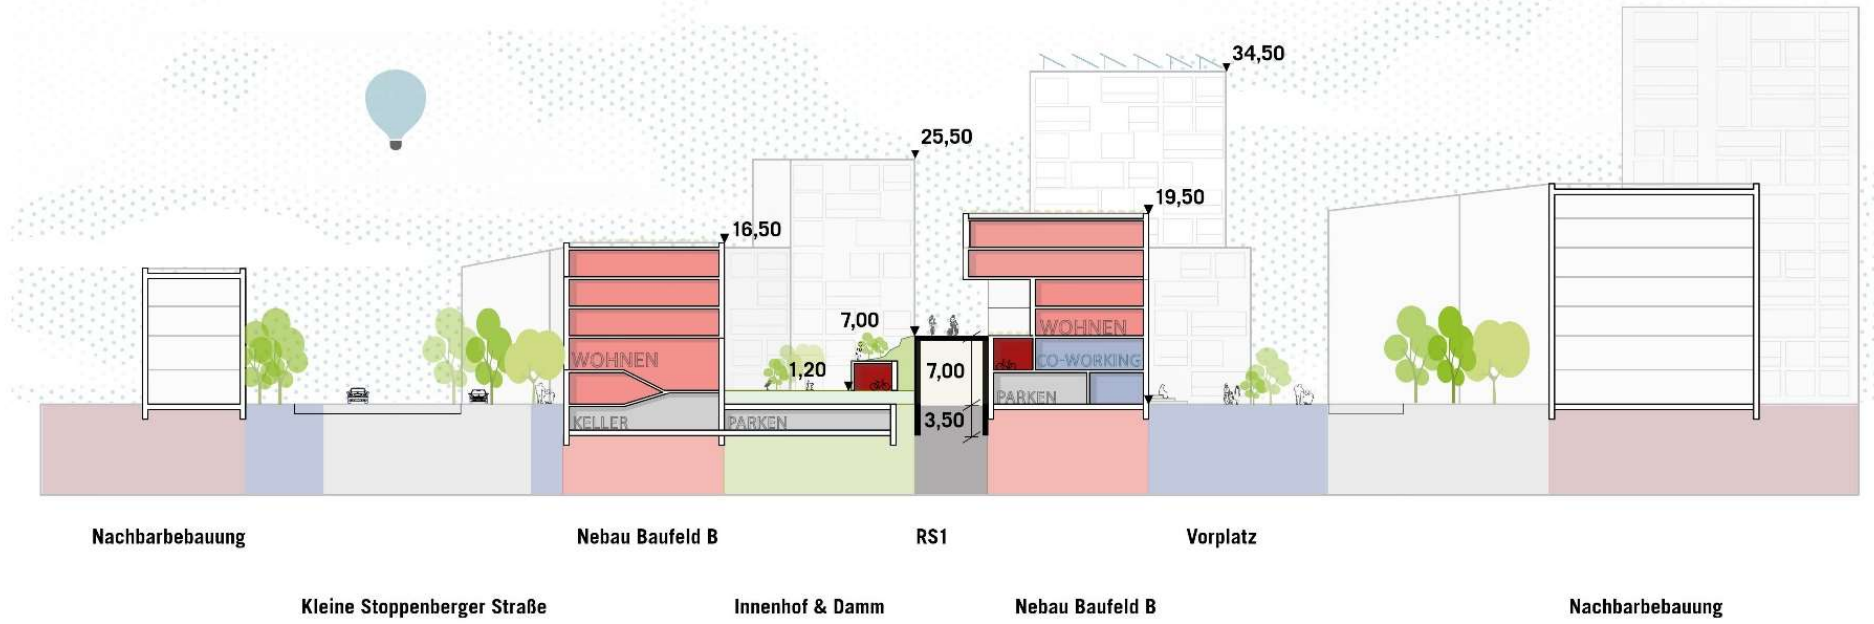 34,50
25,50
19,50
16,50
7,00
WOHNEN
WOHNEN
CO-WORKING
1,20
7,00
PARKEN
KELLER
PARKEN
3,50
Nachbarbebauung
Nebau Baufeld B
RS1
Vorplatz
Kleine Stoppenberger Straße
Innenhof & Damm
Nebau Baufeld B
Nachbarbebauung